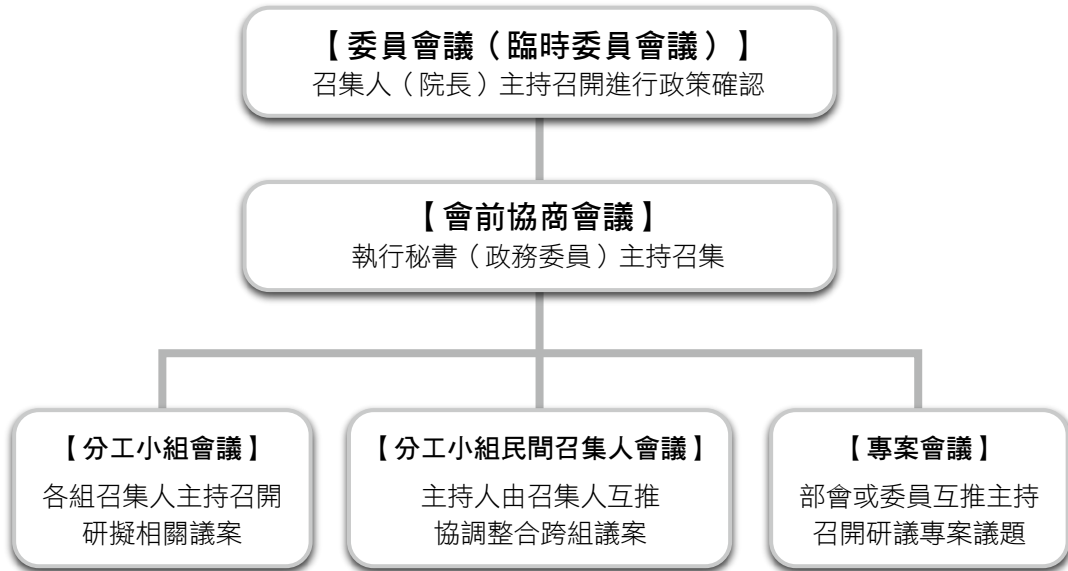 【委員會議（臨時委員會議）】
召集人（院長）主持召開進行政策確認
【會前協商會議】
執行秘書（政務委員）主持召集
【分工小組會議】
各組召集人主持召開
研擬相關議案
【分工小組民間召集人會議】
主持人由召集人互推
協調整合跨組議案
【專案會議】
部會或委員互推主持
召開研議專案議題